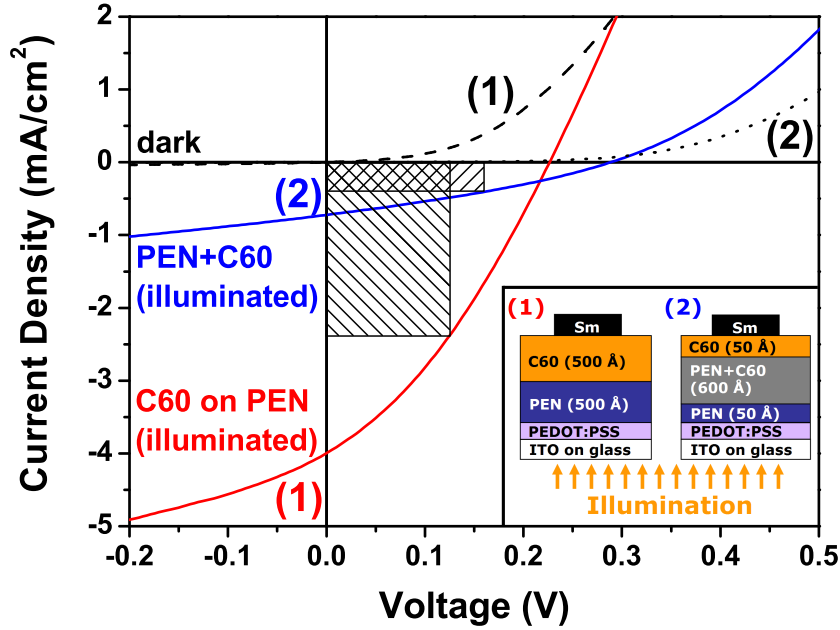 2
1
0
-1
-2
-3
-4
-5
Current Density (mA/cm²)
dark
(1)
(2)
(2)
PEN+C60
(illuminated)
C60 on PEN
(illuminated)
(1)
(1)
Sm
C60 (500 Å)
PEN (500 Å)
PEDOT:PSS
ITO on glass
(2)
Sm
C60 (50 Å)
PEN+C60
(600 Å)
PEN (50 Å)
PEDOT:PSS
ITO on glass
Illumination
-0.2
-0.1
0.0
0.1
0.2
0.3
0.4
0.5
Voltage (V)